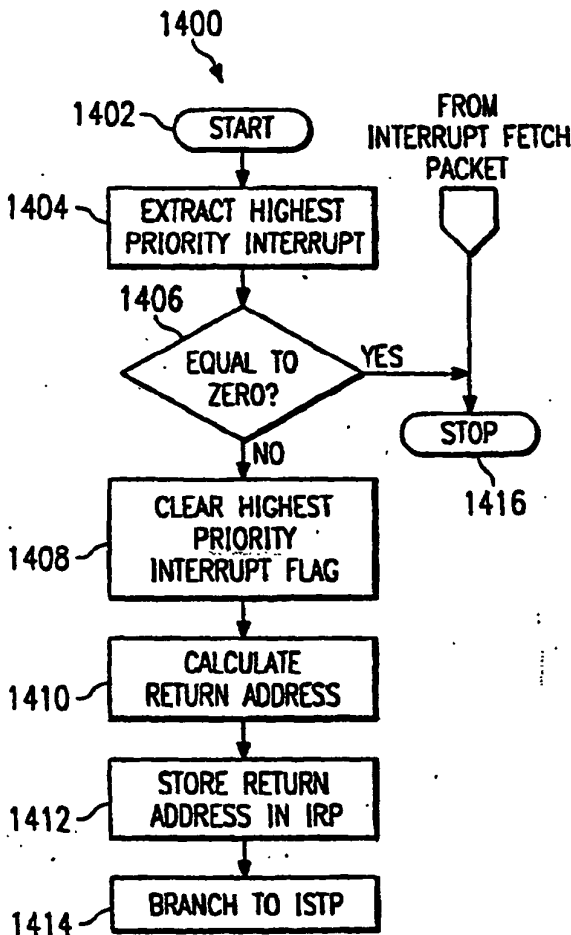 1400
1402
START
FROM
INTERRUPT FETCH
PACKET
1404
EXTRACT HIGHEST
PRIORITY INTERRUPT
1406
EQUAL TO
ZERO?
YES
STOP
1416
NO
1408
CLEAR HIGHEST
PRIORITY
INTERRUPT FLAG
1410
CALCULATE
RETURN ADDRESS
1412
STORE RETURN
ADDRESS IN IRP
1414
BRANCH TO ISTP